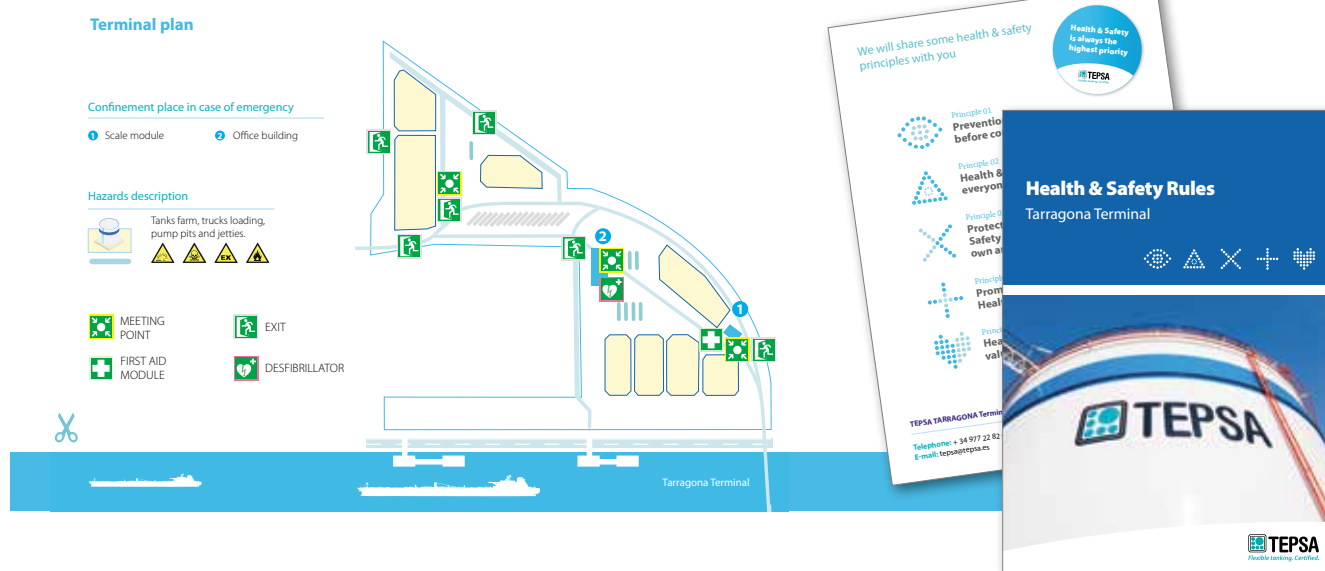 Terminal plan
Confinement place in case of emergency
1 Scale module
2 Office building
Hazards description
Tanks farm, trucks loading,
pump pits and jetties.
EX
MEETING
POINT
EXIT
FIRST AID
MODULE
DESFIBRILLATOR
2
1
Tarragona Terminal
We will share some health & safety
principles with you
Health & Safety
is always the
highest priority
TEPSA
Principle 01
before
Principle 02
Health &
Safety
own
TEPSA TARRAGONA
Telephone: + 34 977 22 82
E-mail: tepsa@tepsa.es
Health & Safety Rules
Tarragona Terminal
TEPSA
TEPSA
Flexible tanking. Certified.